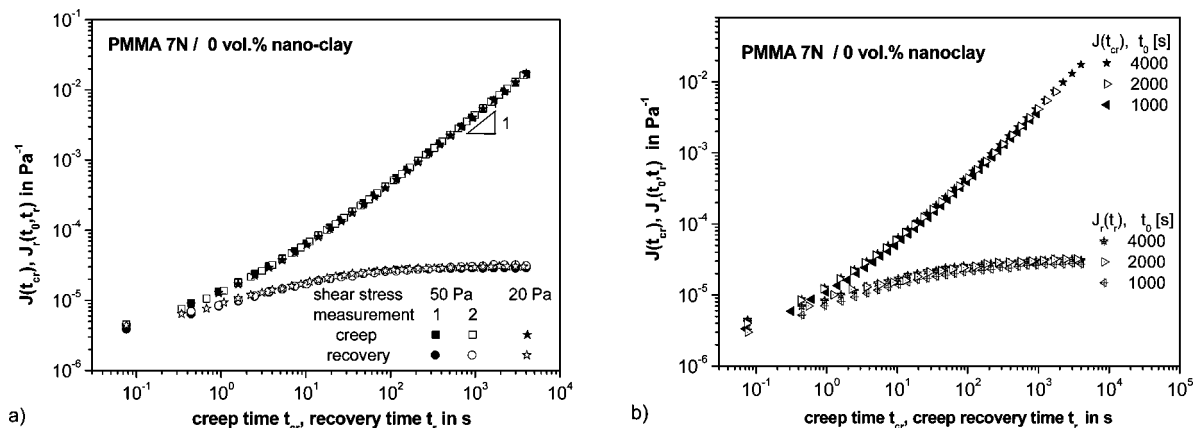 PMMA 7N / 0 vol.% nano-clay
J(t_cr), J_r(t_0,t_r) in Pa^-1
10^-1
10^-2
10^-3
10^-4
10^-5
10^-6
1
shear stress 50 Pa 20 Pa
measurement 1 2
creep
recovery
10^-1 10^0 10^1 10^2 10^3 10^4
creep time t_cr, recovery time t_r in s
a)
PMMA 7N / 0 vol.% nanoclay
J(t_cr), J_r(t_0,t_r) in Pa^-1
10^-2
10^-3
10^-4
10^-5
10^-6
J(t_cr), t_0 [s]
4000
2000
1000
J_r(t_r), t_0 [s]
4000
2000
1000
10^-1 10^0 10^1 10^2 10^3 10^4 10^5
creep time t_cr, creep recovery time t_r in s
b)